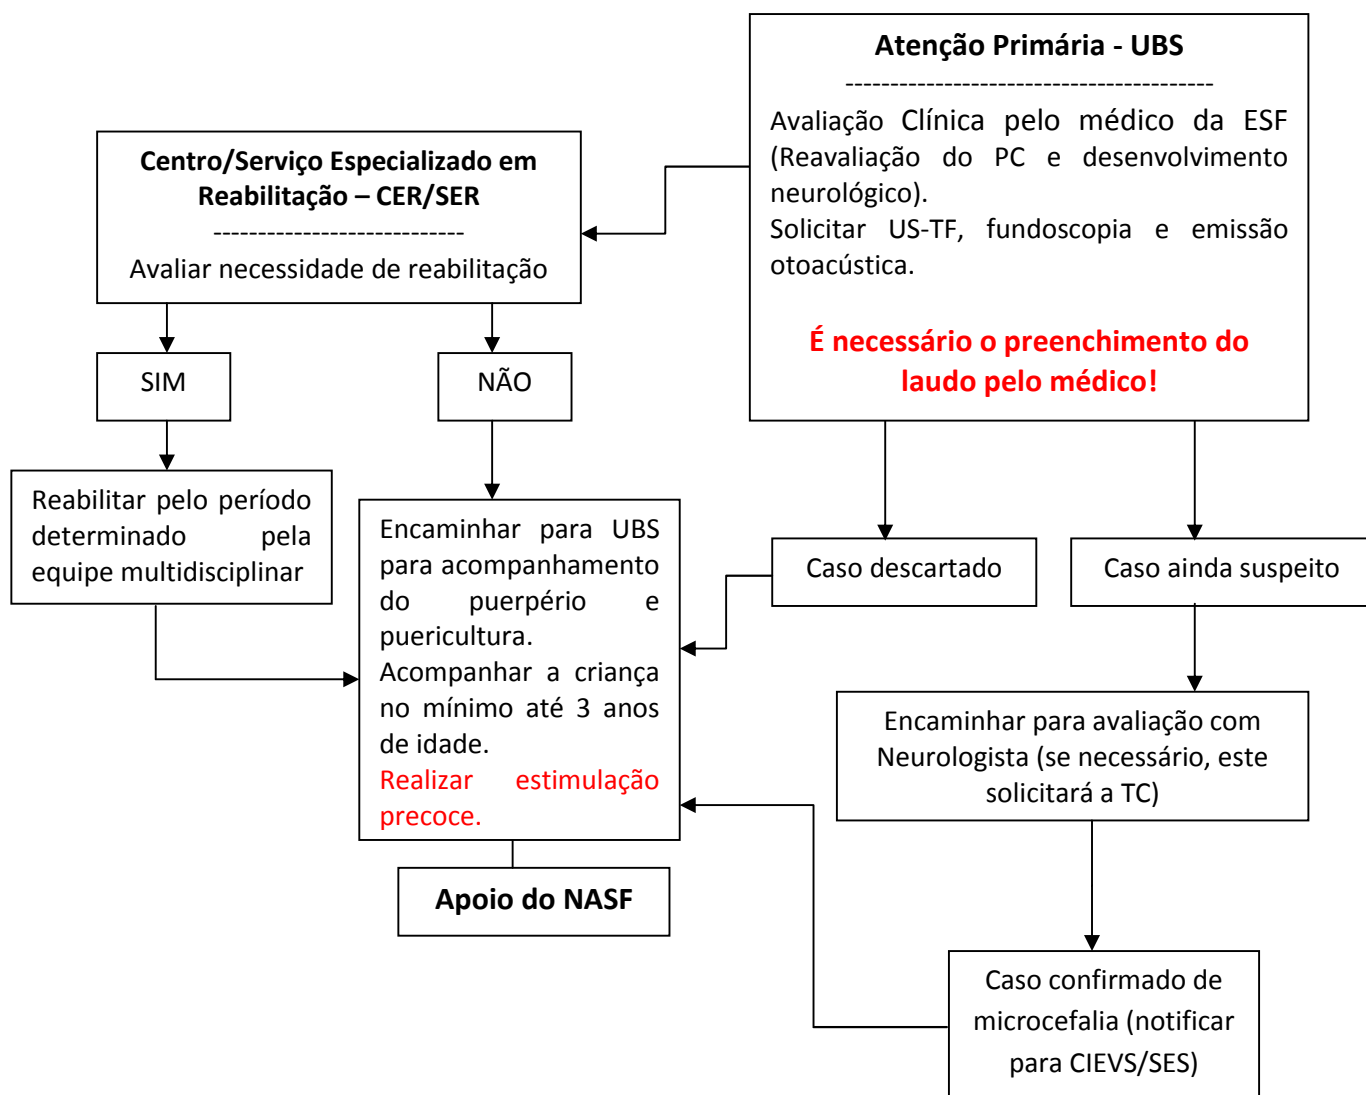 Atenção Primária - UBS
-----------------------------------------
Avaliação Clínica pelo médico da ESF
(Reavaliação do PC e desenvolvimento
neurológico).
Solicitar US-TF, fundoscopia e emissão
otoacústica.
É necessário o preenchimento do
laudo pelo médico!
Centro/Serviço Especializado em
Reabilitação – CER/SER
----------------------------
Avaliar necessidade de reabilitação
SIM
NÃO
Reabilitar pelo período
determinado pela
equipe multidisciplinar
Encaminhar para UBS
para acompanhamento
do puerpério e
puericultura.
Acompanhar a criança
no mínimo até 3 anos
de idade.
Realizar estimulação
precoce.
Apoio do NASF
Caso descartado
Caso ainda suspeito
Encaminhar para avaliação com
Neurologista (se necessário, este
solicitará a TC)
Caso confirmado de
microcefalia (notificar
para CIEVS/SES)